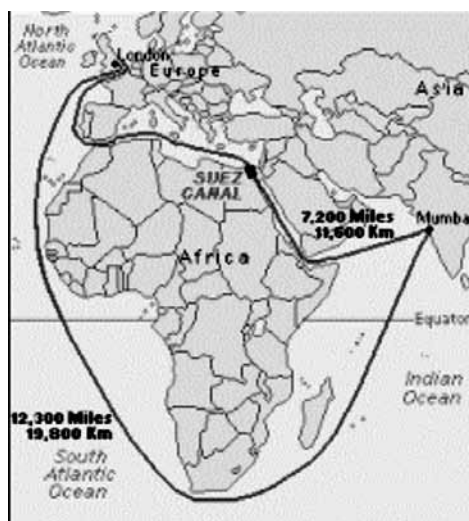 North
Atlantic
Ocean
London
Europe
Asia
SUEZ
CANAL
7,200 Miles
11,600 Km
Mumba
Africa
Equator
Indian
Ocean
12,300 Miles
19,800 Km
South
Atlantic
Ocean